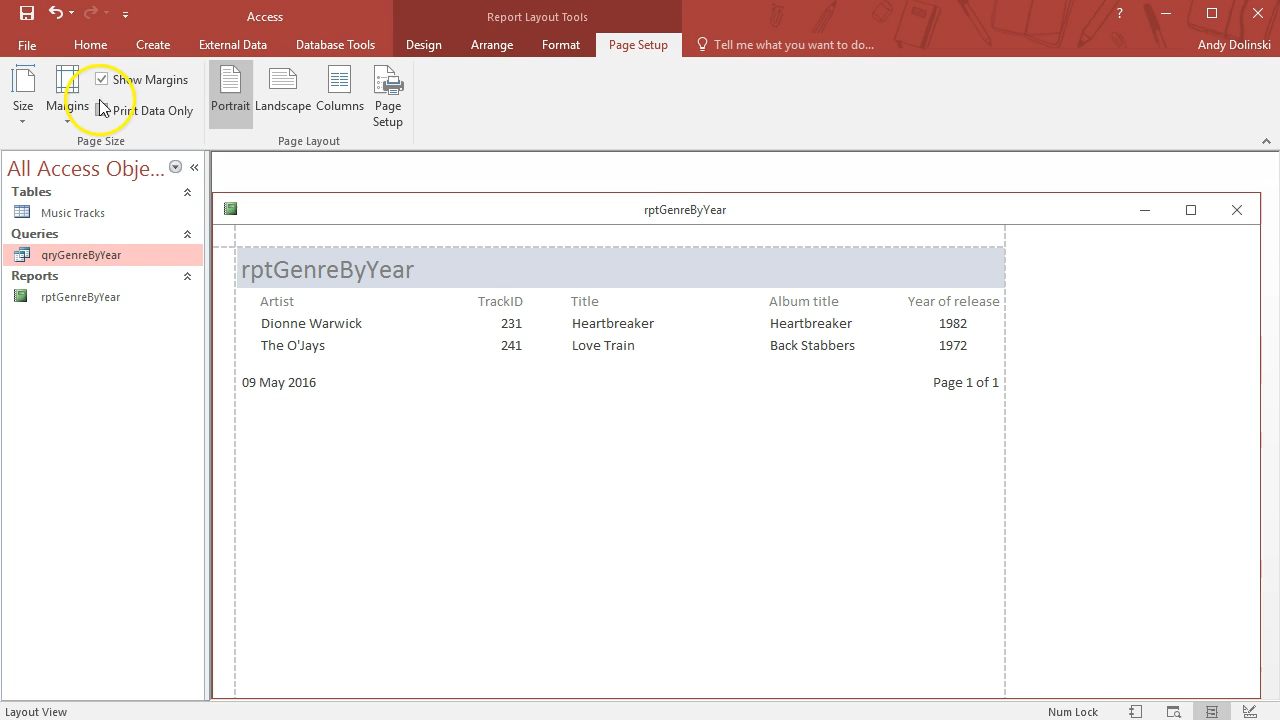 Access
Report Layout Tools
?
File
Home
Create
External Data
Database Tools
Design
Arrange
Format
Page Setup
Tell me what you want to do...
Andy Dolinski
Size
Margins
Show Margins
Print Data Only
Page Size
Portrait
Landscape
Columns
Page Setup
Page Layout
All Access Obje...
Tables
Music Tracks
Queries
qryGenreByYear
Reports
rptGenreByYear
rptGenreByYear
rptGenreByYear
Artist TrackID Title Album title Year of release
Dionne Warwick 231 Heartbreaker Heartbreaker 1982
The O'Jays 241 Love Train Back Stabbers 1972
09 May 2016 Page 1 of 1
Layout View
Num Lock